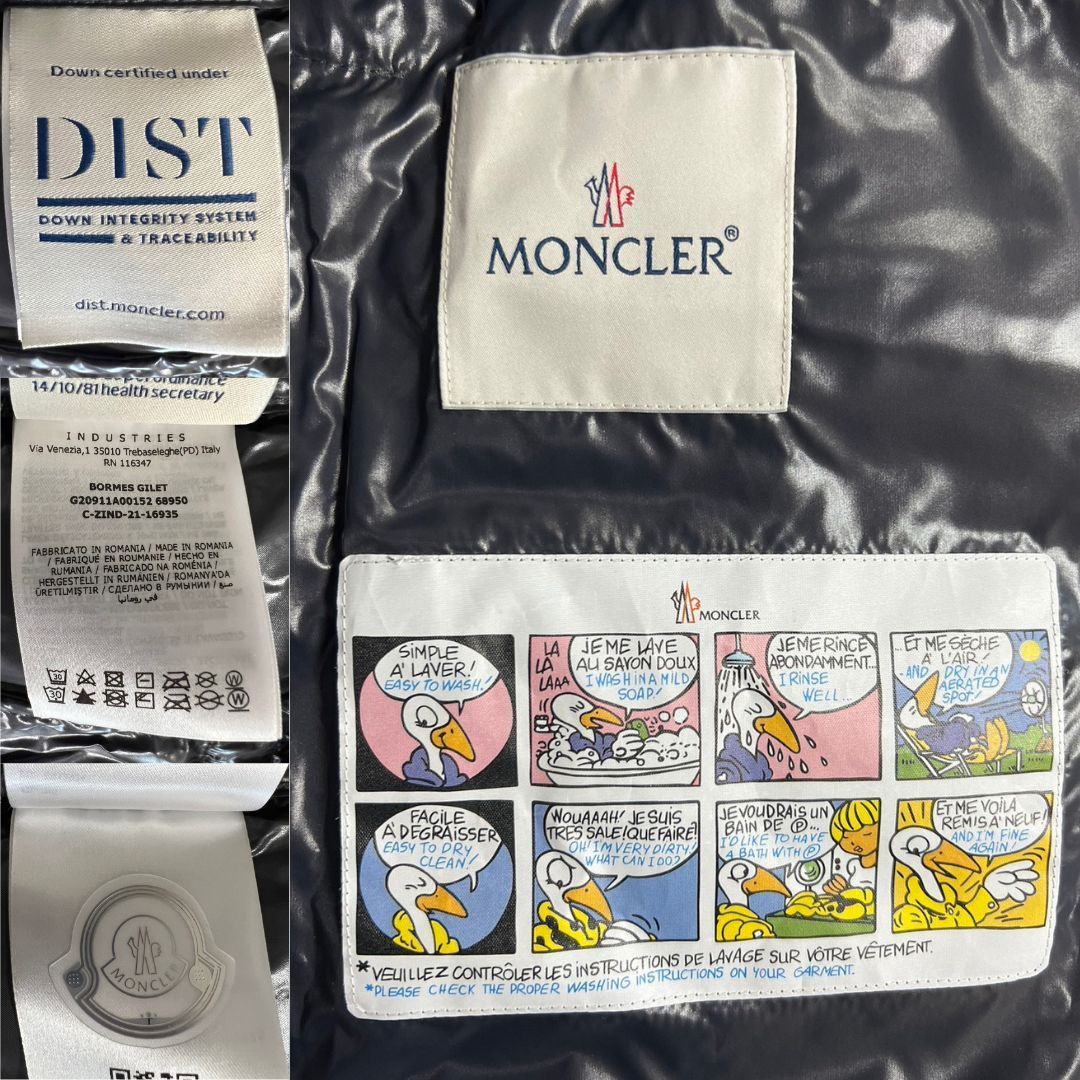 Down certified under
DIST
DOWN INTEGRITY SYSTEM
& TRACEABILITY
dist.moncler.com
14/10/81 health secretary
INDUSTRIES
Via Venezia,1 35010 Trebaseleghe(PD) Italy
RN 116347
BORMES GILET
G20911A00152 68950
C-ZIND-21-16935
FABBRICATO IN ROMANIA / MADE IN ROMANIA
/ FABRIQUÉ EN ROUMANIE / HECHO EN
RUMANIA / FABRICADO NA ROMÉNIA /
HERGESTELLT IN RUMÄNIEN / ROMANYA'DA
ÜRETILMIŞTIR / СДЕЛАНО В РУМЫНИИ / صنع
في رومانيا
30
30
MONCLER
MONCLER®
MONCLER
SIMPLE
A' LAVER!
EASY TO WASH!
LA
LA
LAAA
JE ME LAVE
AU SAVON DOUX
I WASH IN A MILD
SOAP!
JE ME RINCE
ABONDAMMENT...
I RINSE
WELL...
...ET ME SÈCHE
À L'AIR!
...AND DRY IN AN
AERATED
SPOT!
FACILE
A' DEGRAISSER
EASY TO DRY
CLEAN!
WOUAAAH! JE SUIS
TRES SALE! QUE FAIRE!
OH! I'M VERY DIRTY!
WHAT CAN I DO?
JE VOUDRAIS UN
BAIN DE Ⓟ...
I'D LIKE TO HAVE
A BATH WITH Ⓟ
ET ME VOILA
REMIS A' NEUF!
AND I'M FINE
AGAIN!
*VEUILLEZ CONTRÔLER LES INSTRUCTIONS DE LAVAGE SUR VÔTRE VÊTEMENT.
*PLEASE CHECK THE PROPER WASHING INSTRUCTIONS ON YOUR GARMENT.